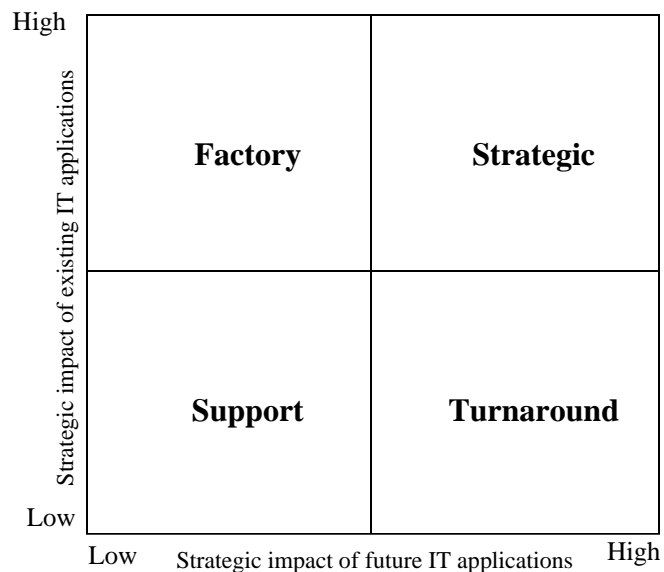 High
Strategic impact of existing IT applications
Factory
Strategic
Support
Turnaround
Low
Low
Strategic impact of future IT applications
High